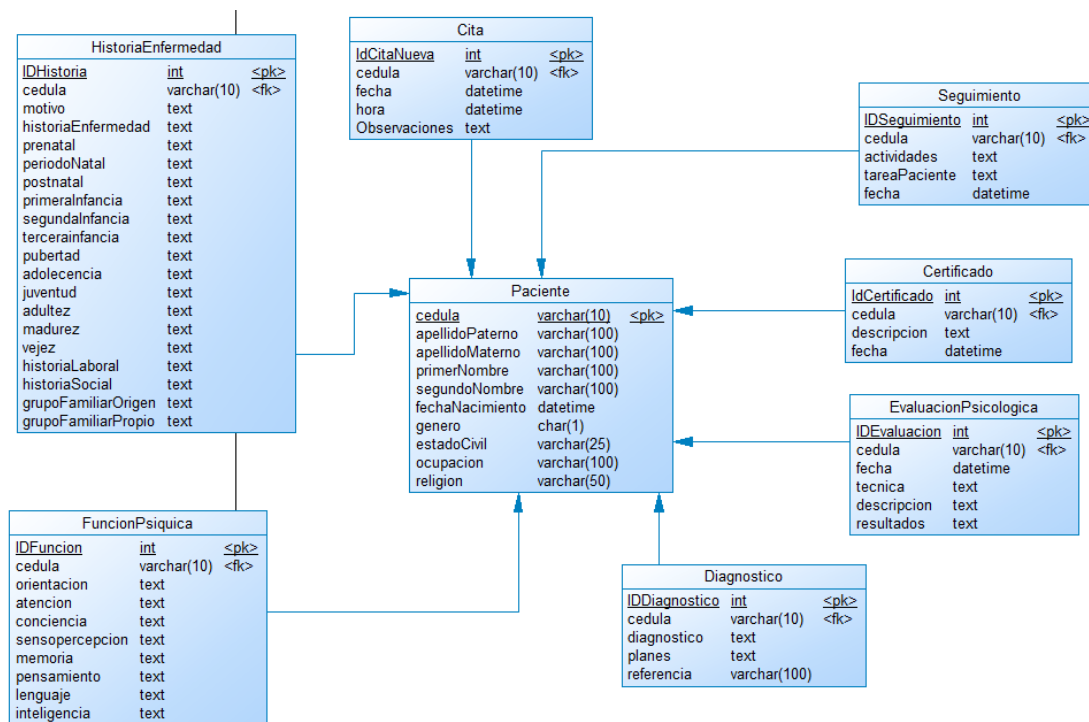 HistoriaEnfermedad
IDHistoria int <pk>
cedula varchar(10) <fk>
motivo text
historiaEnfermedad text
prenatal text
periodoNatal text
postnatal text
primeraInfancia text
segundaInfancia text
tercerainfancia text
pubertad text
adolecencia text
juventud text
adultez text
madurez text
vejez text
historiaLaboral text
historiaSocial text
grupoFamiliarOrigen text
grupoFamiliarPropio text
Cita
IdCitaNueva int <pk>
cedula varchar(10) <fk>
fecha datetime
hora datetime
Observaciones text
Seguimiento
IDSeguimiento int <pk>
cedula varchar(10) <fk>
actividades text
tareaPaciente text
fecha datetime
Paciente
cedula varchar(10) <pk>
apellidoPaterno varchar(100)
apellidoMaterno varchar(100)
primerNombre varchar(100)
segundoNombre varchar(100)
fechaNacimiento datetime
genero char(1)
estadoCivil varchar(25)
ocupacion varchar(100)
religion varchar(50)
Certificado
IdCertificado int <pk>
cedula varchar(10) <fk>
descripcion text
fecha datetime
EvaluacionPsicologica
IDEvaluacion int <pk>
cedula varchar(10) <fk>
fecha datetime
tecnica text
descripcion text
resultados text
FuncionPsiquica
IDFuncion int <pk>
cedula varchar(10) <fk>
orientacion text
atencion text
conciencia text
sensopercepcion text
memoria text
pensamiento text
lenguaje text
inteligencia text
Diagnostico
IDDiagnostico int <pk>
cedula varchar(10) <fk>
diagnostico text
planes text
referencia varchar(100)